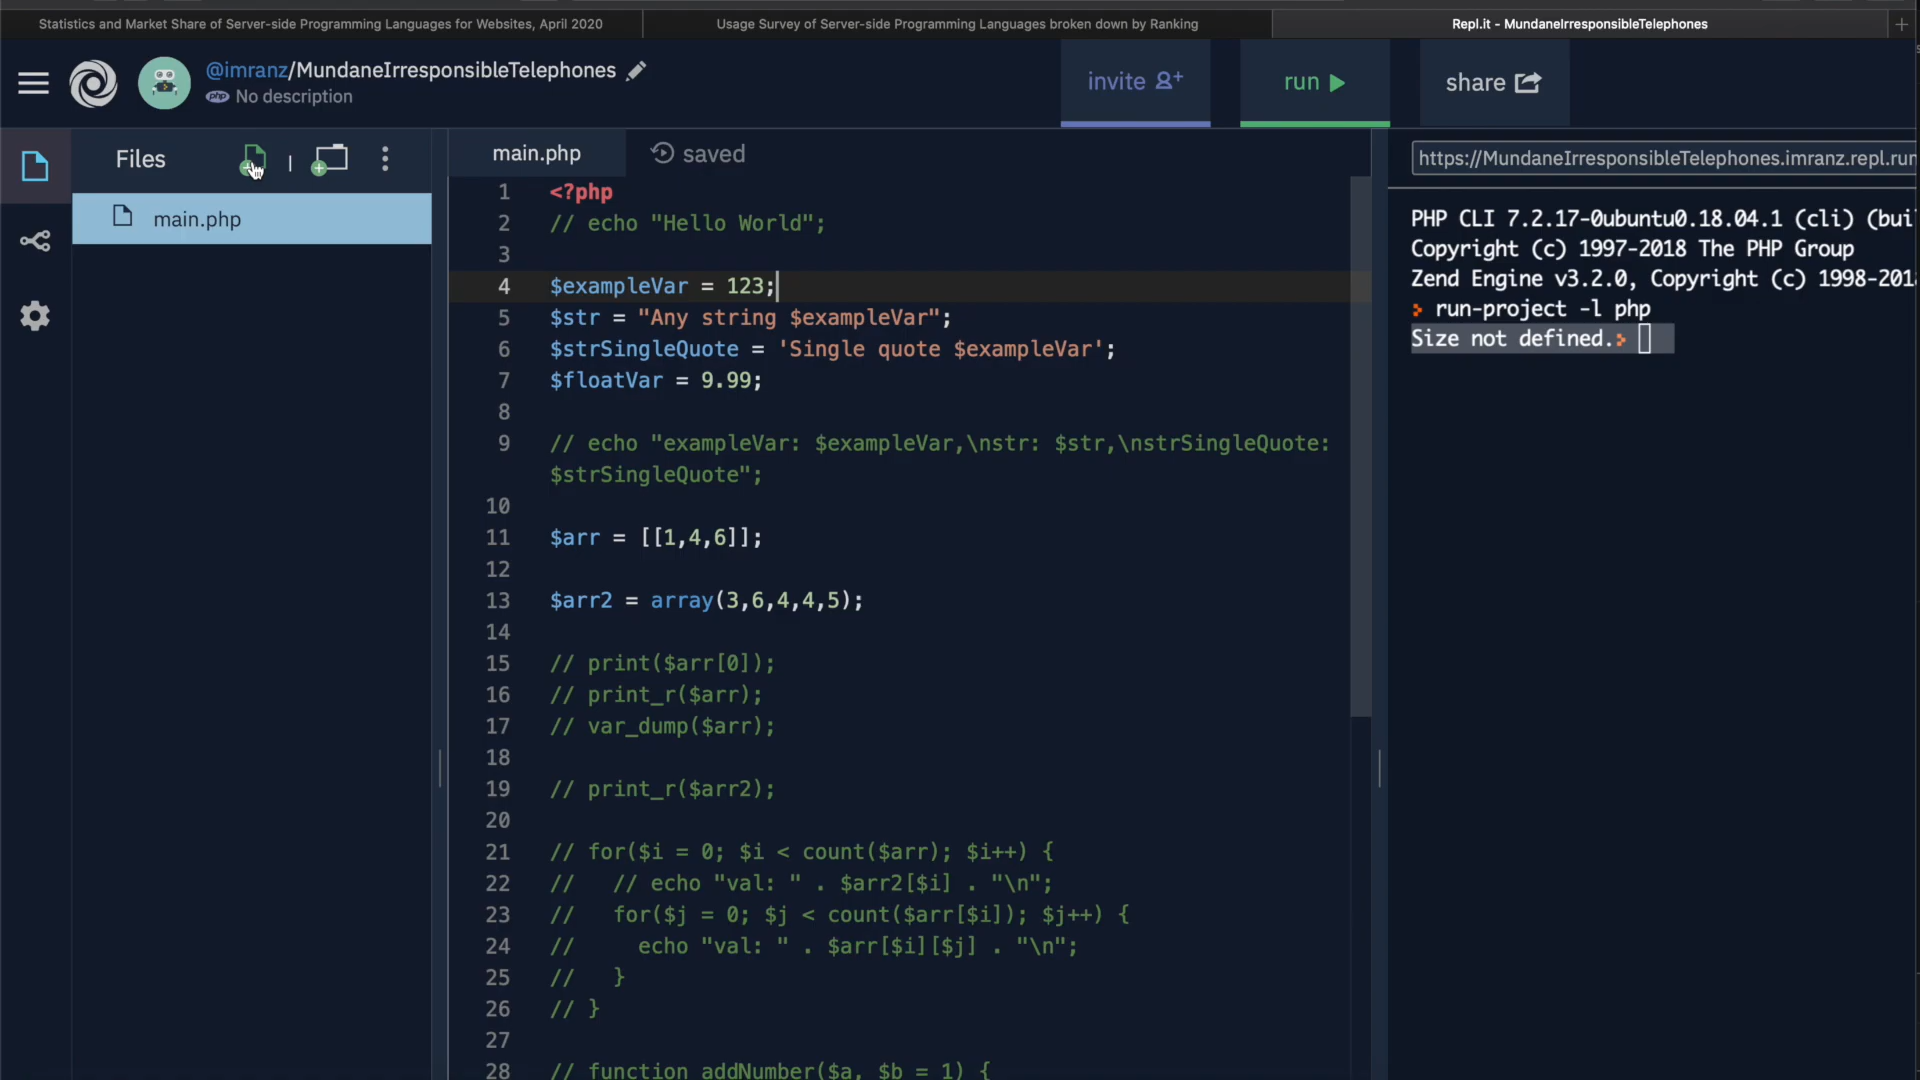 Statistics and Market Share of Server-side Programming Languages for Websites, April 2020
Usage Survey of Server-side Programming Languages broken down by Ranking
Repl.it - MundaneIrresponsibleTelephones
@imranz/MundaneIrresponsibleTelephones
php No description
invite
run
share
Files
main.php
main.php
saved
1 <?php
2 // echo "Hello World";
3
4 $exampleVar = 123;
5 $str = "Any string $exampleVar";
6 $strSingleQuote = 'Single quote $exampleVar';
7 $floatVar = 9.99;
8
9 // echo "exampleVar: $exampleVar,\nstr: $str,\nstrSingleQuote:
$strSingleQuote";
10
11 $arr = [[1,4,6]];
12
13 $arr2 = array(3,6,4,4,5);
14
15 // print($arr[0]);
16 // print_r($arr);
17 // var_dump($arr);
18
19 // print_r($arr2);
20
21 // for($i = 0; $i < count($arr); $i++) {
22 //   // echo "val: " . $arr2[$i] . "\n";
23 //   for($j = 0; $j < count($arr[$i]); $j++) {
24 //     echo "val: " . $arr[$i][$j] . "\n";
25 //   }
26 // }
27
28 // function addNumber($a, $b = 1) {
https://MundaneIrresponsibleTelephones.imranz.repl.run
PHP CLI 7.2.17-0ubuntu0.18.04.1 (cli) (bui
Copyright (c) 1997-2018 The PHP Group
Zend Engine v3.2.0, Copyright (c) 1998-201
run-project -l php
Size not defined.